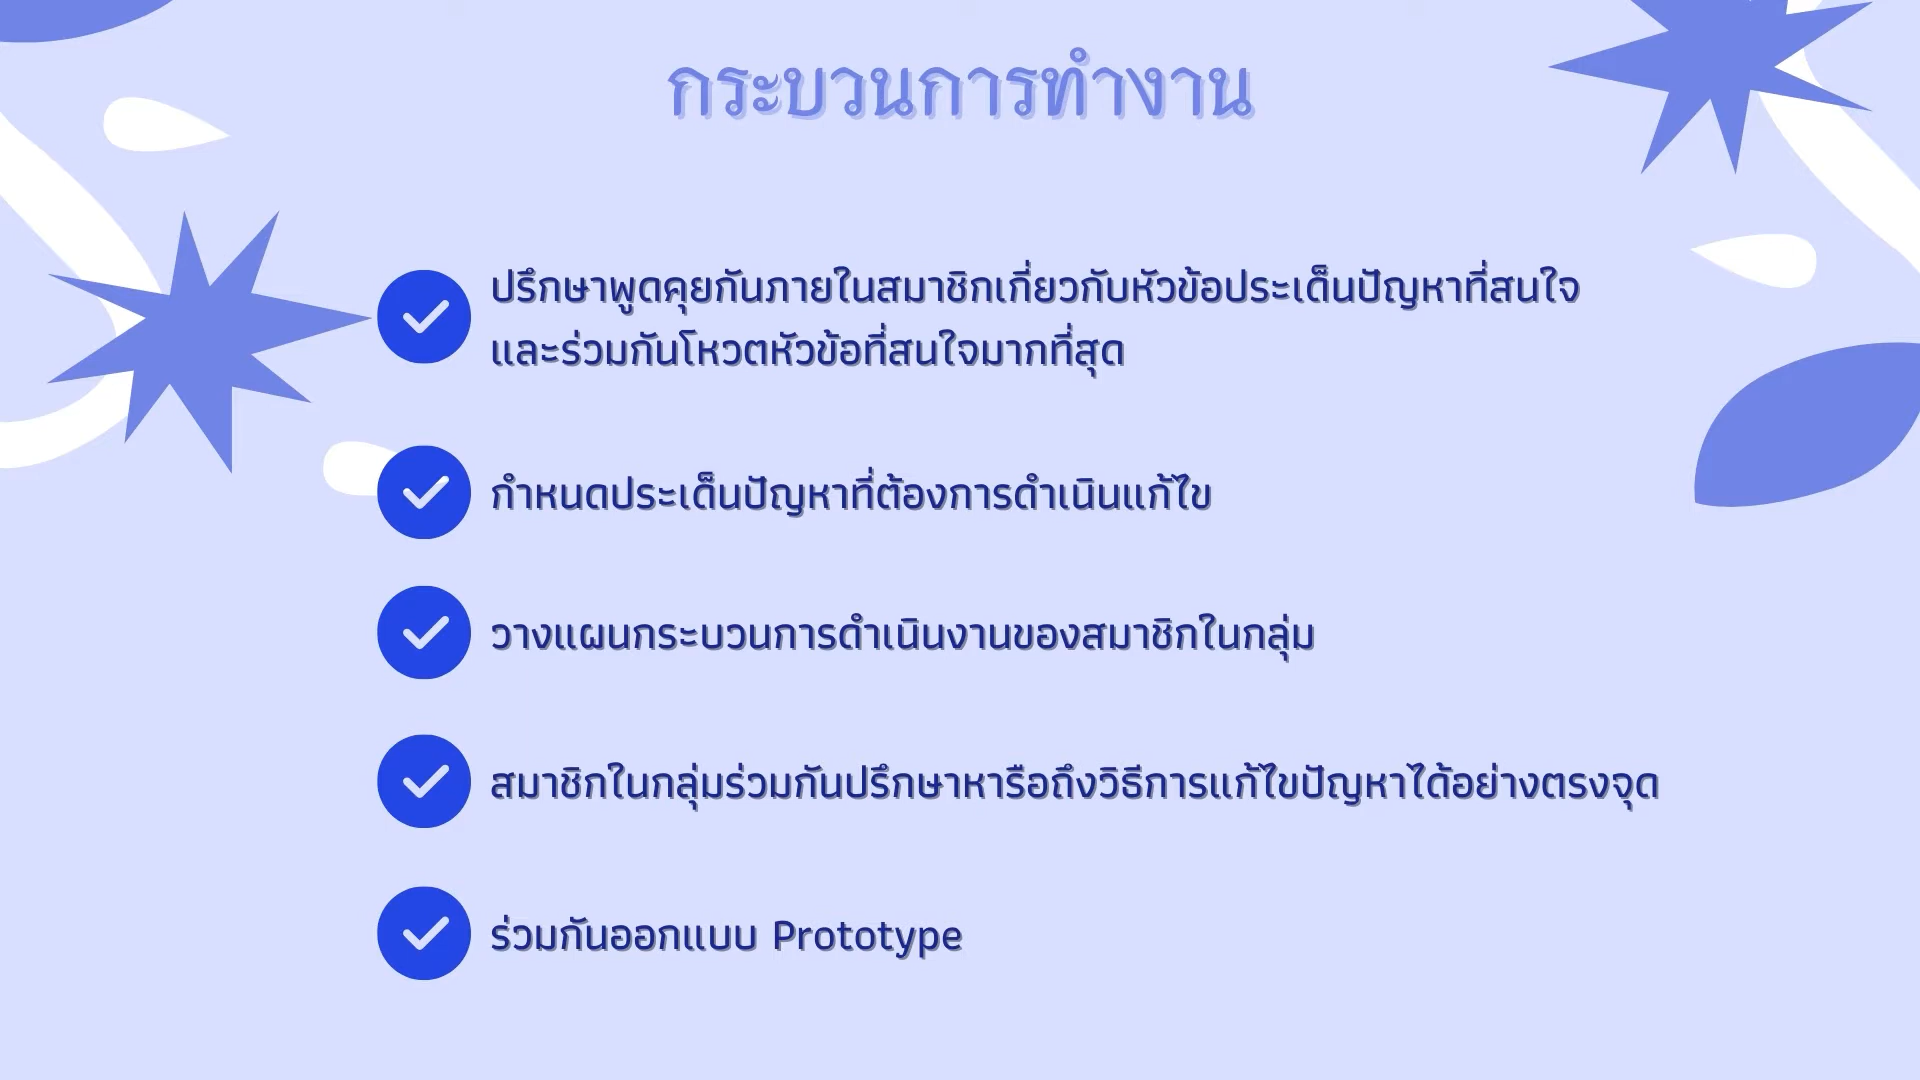 กระบวนการทำงาน
ปรึกษาพูดคุยกันภายในสมาชิกเกี่ยวกับหัวข้อประเด็นปัญหาที่สนใจ
และร่วมกันโหวตหัวข้อที่สนใจมากที่สุด
กำหนดประเด็นปัญหาที่ต้องการดำเนินแก้ไข
วางแผนกระบวนการดำเนินงานของสมาชิกในกลุ่ม
สมาชิกในกลุ่มร่วมกันปรึกษาหารือถึงวิธีการแก้ไขปัญหาได้อย่างตรงจุด
ร่วมกันออกแบบ Prototype